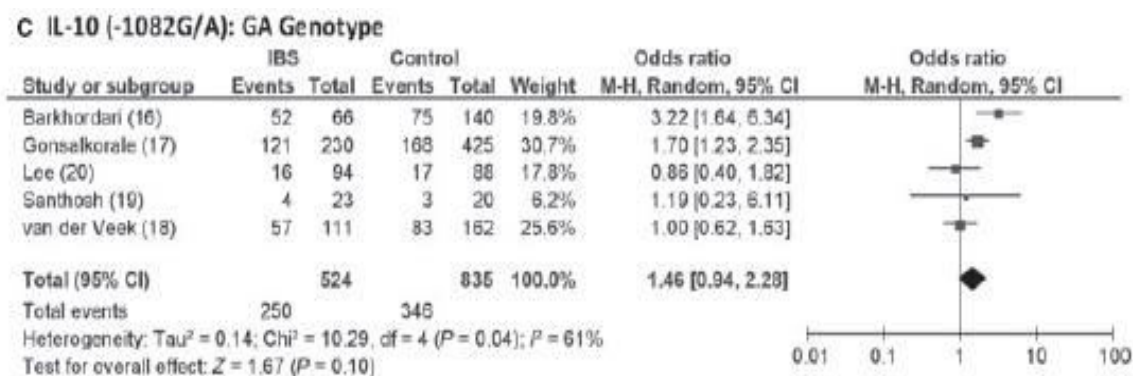 C IL-10 (-1082G/A): GA Genotype
IBS Control Odds ratio Odds ratio
Study or subgroup Events Total Events Total Weight M-H, Random, 95% CI M-H, Random, 95% CI
Barkhordari (16) 52 66 75 140 19.8% 3.22 [1.64, 6.34]
Gonsalkorale (17) 121 230 168 425 30.7% 1.70 [1.23, 2.35]
Lee (20) 16 94 17 88 17.8% 0.86 [0.40, 1.82]
Santhosh (19) 4 23 3 20 6.2% 1.19 [0.23, 6.11]
van der Veek (18) 57 111 83 162 25.6% 1.00 [0.62, 1.63]
Total (95% CI) 524 835 100.0% 1.46 [0.94, 2.28]
Total events 250 346
Heterogeneity: Tau² = 0.14; Chi² = 10.29, df = 4 (P = 0.04); I² = 61%
Test for overall effect: Z = 1.67 (P = 0.10)
0.01 0.1 1 10 100